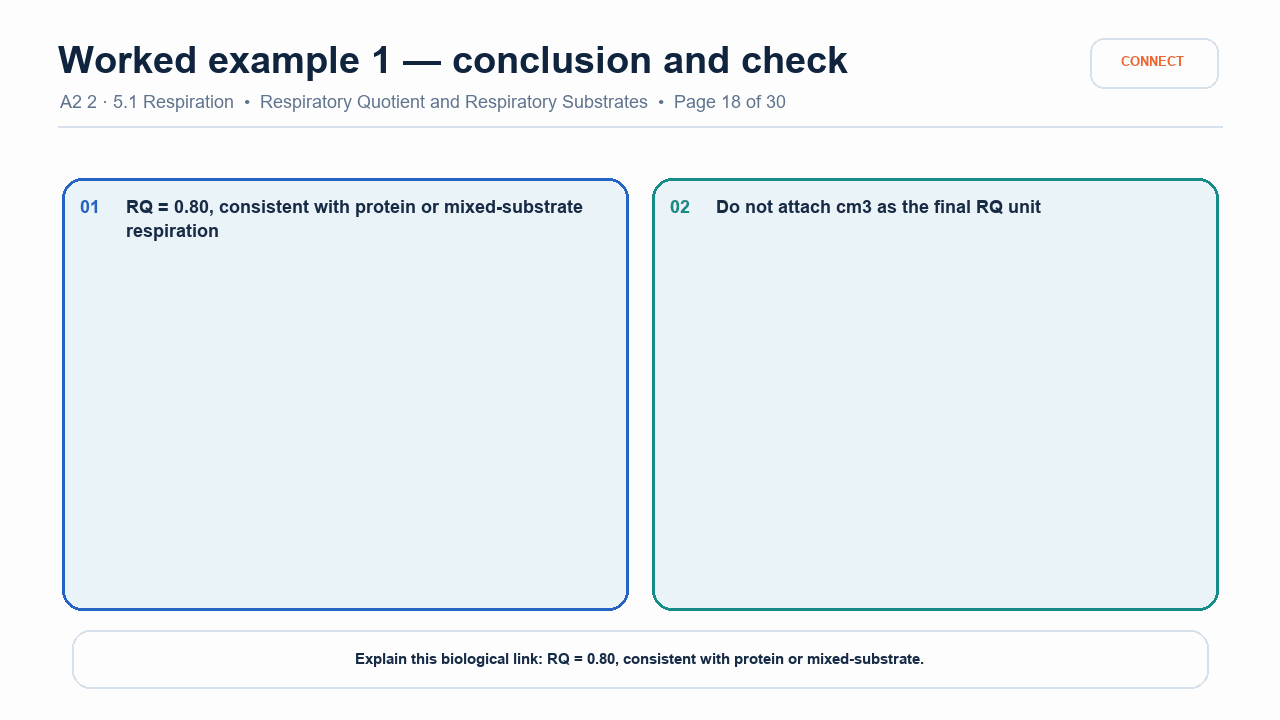 Worked example 1 — conclusion and check
CONNECT
A2 2 · 5.1 Respiration • Respiratory Quotient and Respiratory Substrates • Page 18 of 30
01 RQ = 0.80, consistent with protein or mixed-substrate
respiration
02 Do not attach cm3 as the final RQ unit
Explain this biological link: RQ = 0.80, consistent with protein or mixed-substrate.